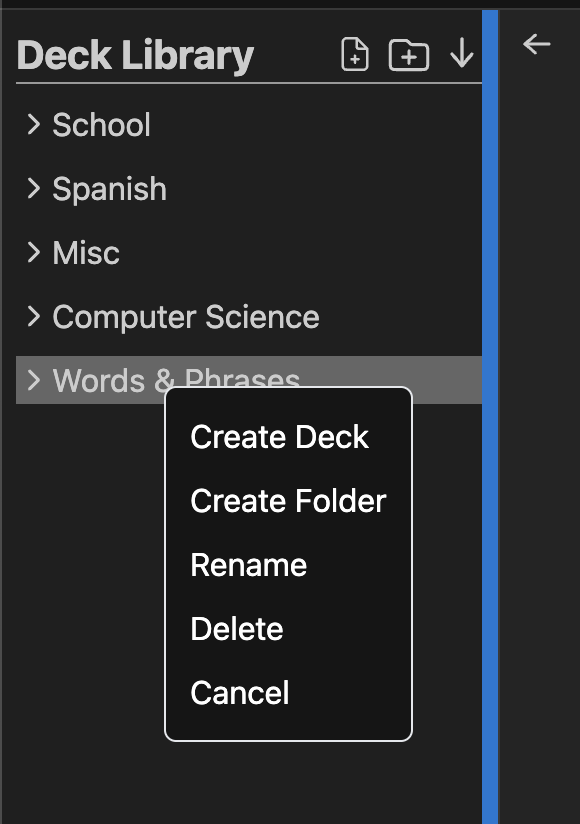 Deck Library
School
Spanish
Misc
Computer Science
Words & Phrases
Create Deck
Create Folder
Rename
Delete
Cancel